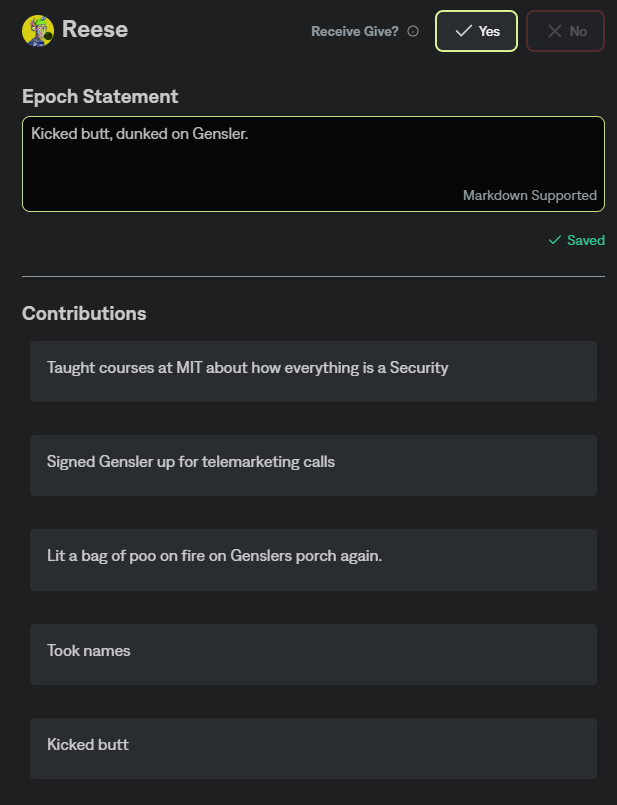 Reese
Receive Give?
Yes
No
Epoch Statement
Kicked butt, dunked on Gensler.
Markdown Supported
Saved
Contributions
Taught courses at MIT about how everything is a Security
Signed Gensler up for telemarketing calls
Lit a bag of poo on fire on Genslers porch again.
Took names
Kicked butt